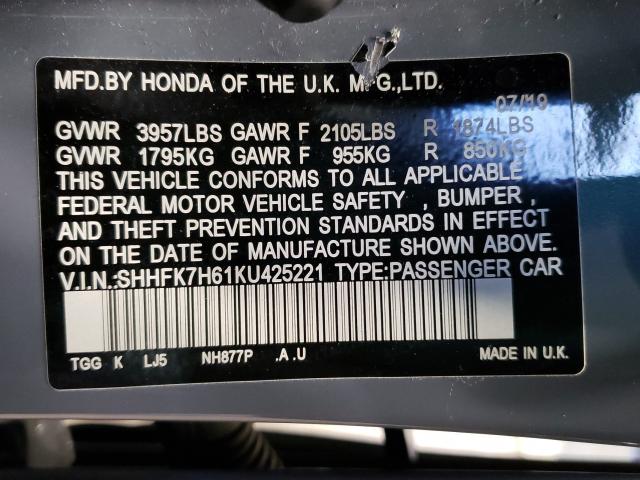 MFD.BY HONDA OF THE U.K. MFG.,LTD.
07/19
GVWR 3957LBS GAWR F 2105LBS R 1874LBS
GVWR 1795KG GAWR F 955KG R 850KG
THIS VEHICLE CONFORMS TO ALL APPLICABLE
FEDERAL MOTOR VEHICLE SAFETY , BUMPER ,
AND THEFT PREVENTION STANDARDS IN EFFECT
ON THE DATE OF MANUFACTURE SHOWN ABOVE.
V.I.N.:SHHFK7H61KU425221 TYPE:PASSENGER CAR
TGG K LJ5 NH877P .A .U MADE IN U.K.